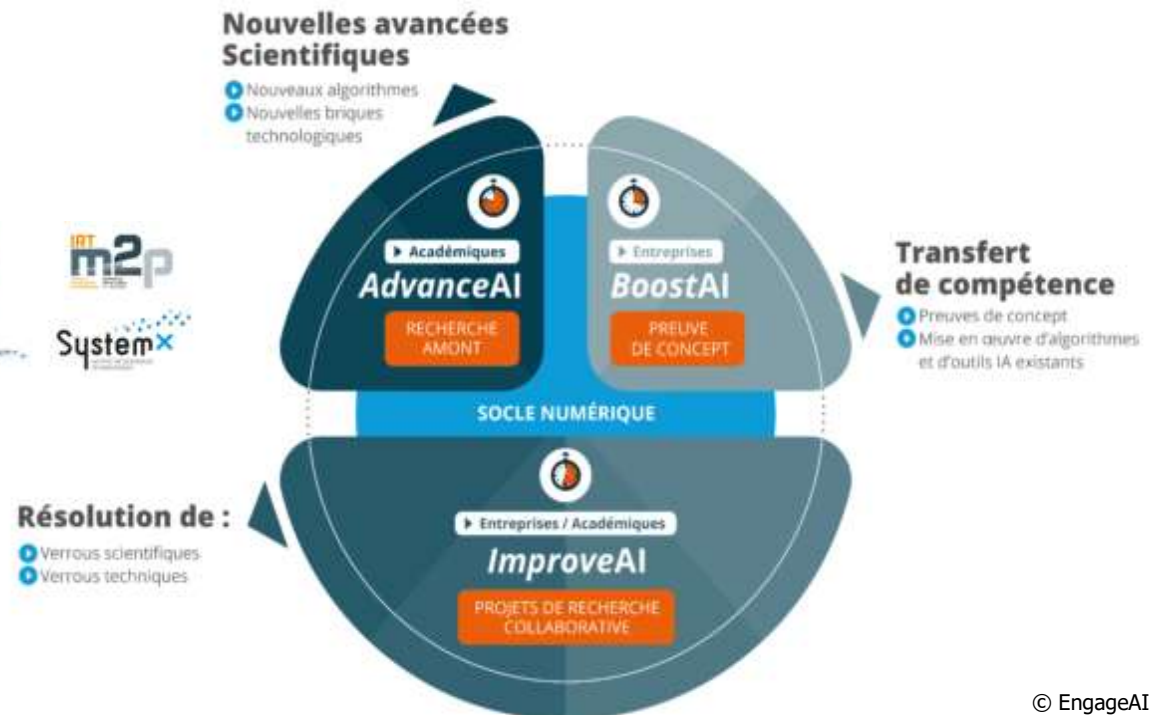 Nouvelles avancées
Scientifiques
Nouveaux algorithmes
Nouvelles briques
technologiques
IRT
m2p
Systemx
Académiques
AdvanceAI
RECHERCHE
AMONT
Entreprises
BoostAI
PREUVE
DE CONCEPT
Transfert
de compétence
Preuves de concept
Mise en œuvre d'algorithmes
et d'outils IA existants
SOCLE NUMÉRIQUE
Résolution de :
Verrous scientifiques
Verrous techniques
Entreprises / Académiques
ImproveAI
PROJETS DE RECHERCHE
COLLABORATIVE
© EngageAI